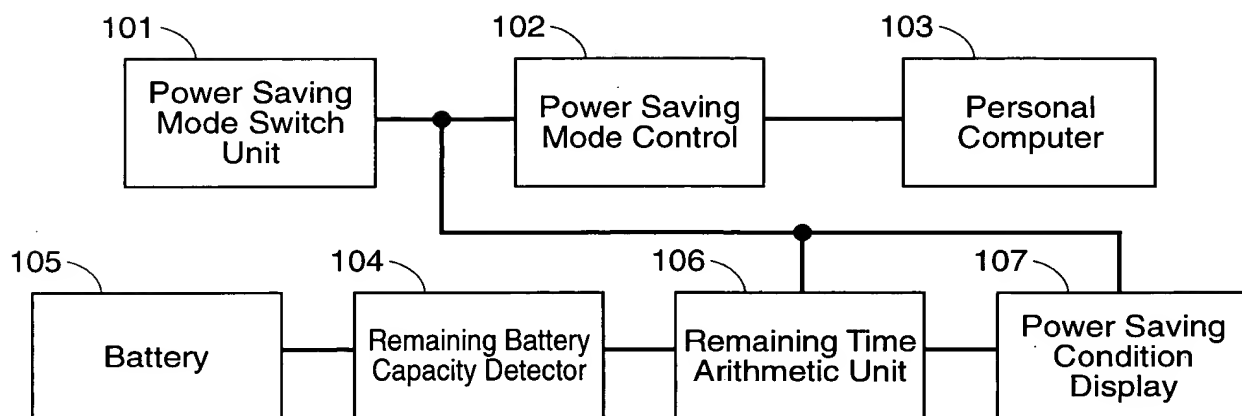 101
102
103
Power Saving
Mode Switch
Unit
Power Saving
Mode Control
Personal
Computer
105
104
106
107
Battery
Remaining Battery
Capacity Detector
Remaining Time
Arithmetic Unit
Power Saving
Condition
Display